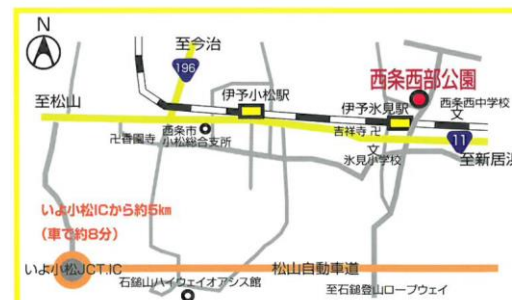 N
至今治
196
至松山
伊予小松駅
伊予氷見駅
西条西部公園
西条西中学校
文
卍香園寺
西条市
小松総合支所
吉祥寺卍
文
氷見小学校
11
至新居浜
いよ小松ICから約5km
(車で約8分)
いよ小松JCT.IC
松山自動車道
石鎚山ハイウェイオアシス館
至石鎚登山ロープウェイ